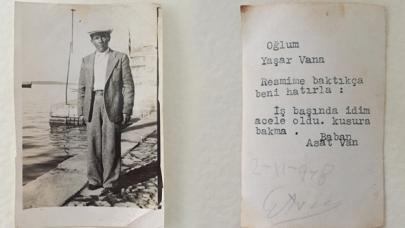 Oğlum
Yaşar Vana
Resmime baktıkça
beni hatırla :
İş başında idim
acele oldu. kusura
bakma .
Baban
Asat Van
2-11-948